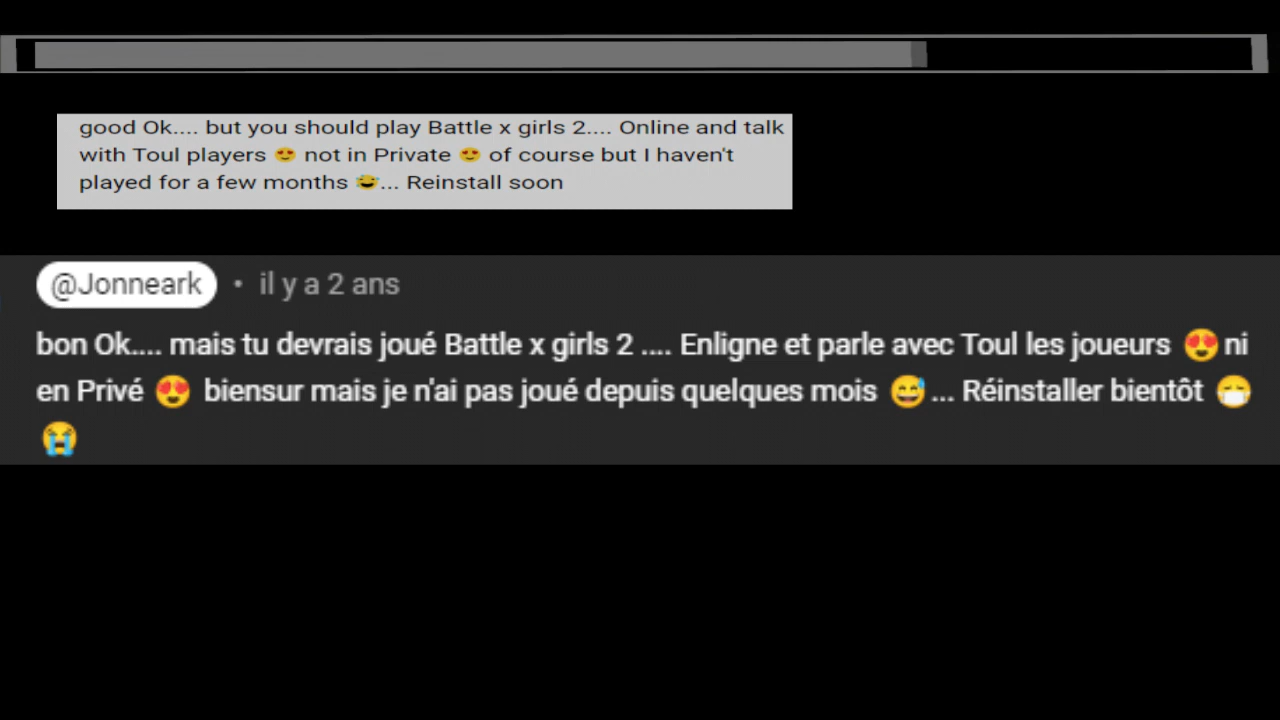 good Ok.... but you should play Battle x girls 2.... Online and talk
with Toul players 😍 not in Private 😍 of course but I haven't
played for a few months 😅... Reinstall soon
@Jonneark • il y a 2 ans
bon Ok.... mais tu devrais joué Battle x girls 2 .... Enligne et parle avec Toul les joueurs 😍 ni
en Privé 😍 biensur mais je n'ai pas joué depuis quelques mois 😅 ... Réinstaller bientôt 😷
😭